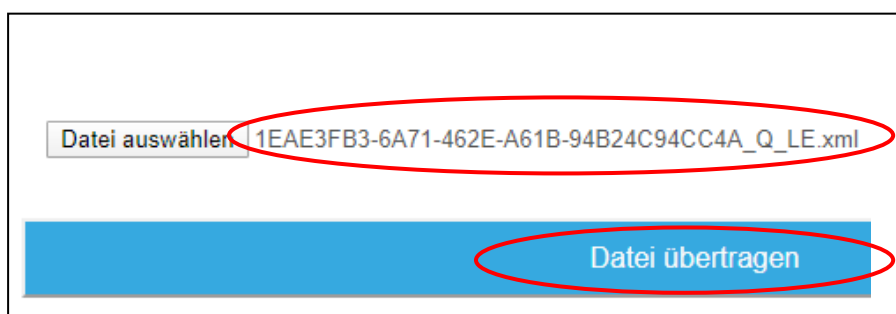 Datei auswählen 1EAE3FB3-6A71-462E-A61B-94B24C94CC4A_Q_LE.xml
Datei übertragen